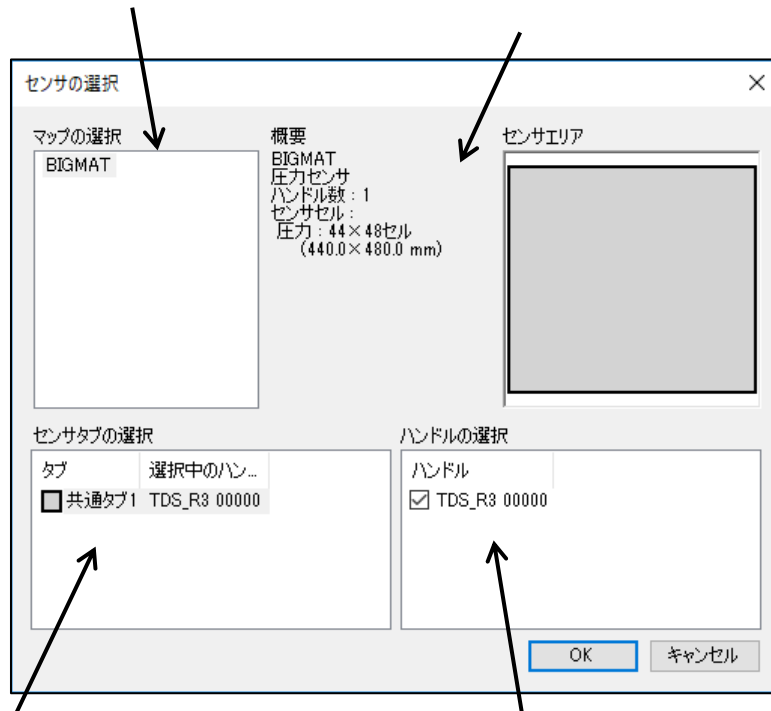 センサの選択
マップの選択
BIGMAT
概要
BIGMAT
圧力センサ
ハンドル数：1
センサセル：
圧力：44×48セル
(440.0×480.0 mm)
センサエリア
センサタブの選択
タブ 選択中のハン...
共通タブ1 TDS_R3 00000
ハンドルの選択
ハンドル
TDS_R3 00000
OK キャンセル